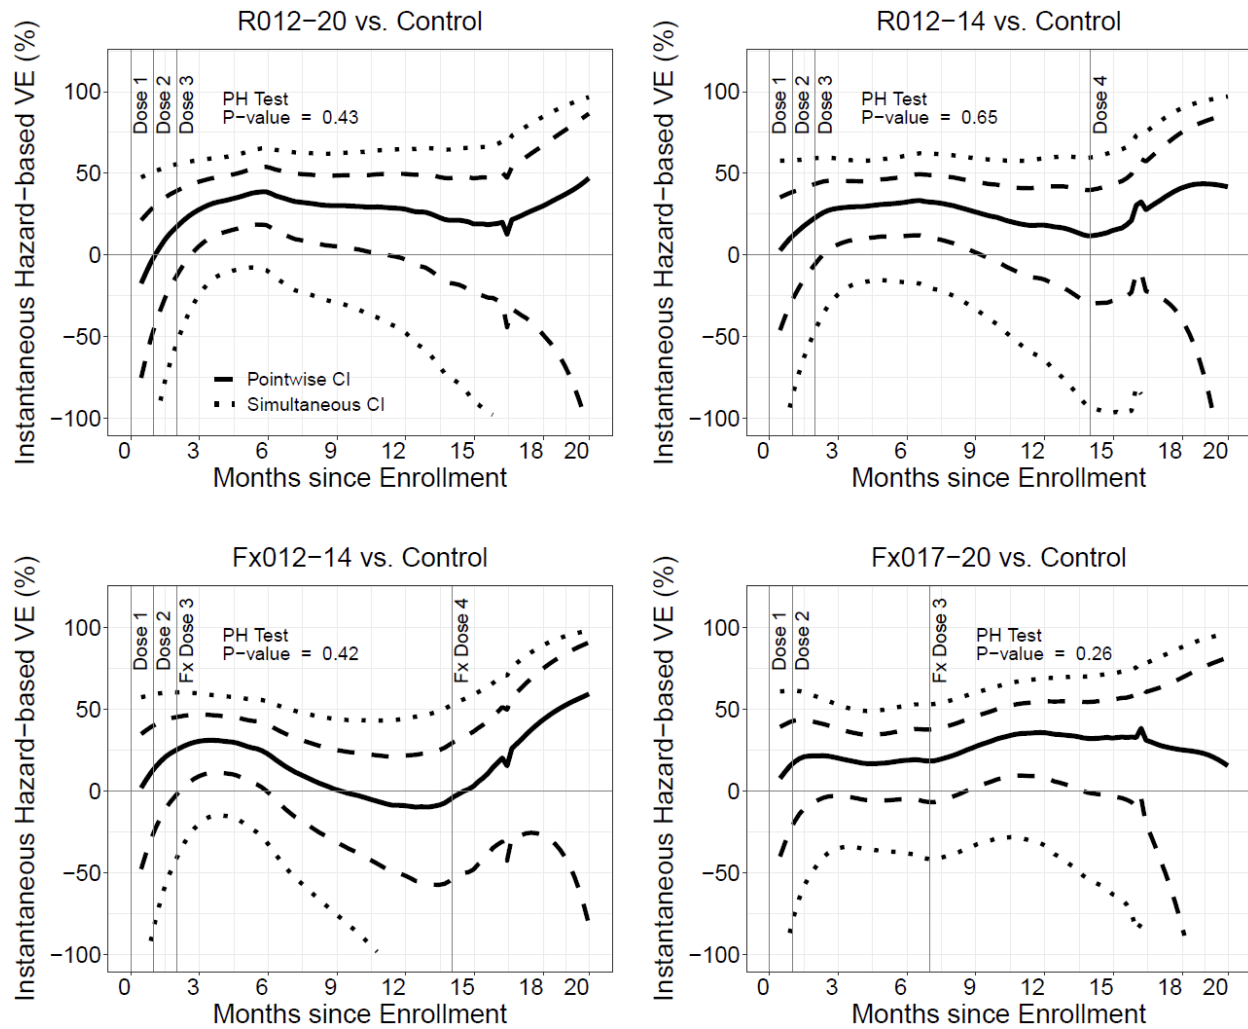 R012−20 vs. Control
Instantaneous Hazard−based VE (%)
100
50
0
−50
−100
Dose 1
Dose 2
Dose 3
PH Test
P−value = 0.43
Pointwise CI
Simultaneous CI
0 3 6 9 12 15 18 20
Months since Enrollment
R012−14 vs. Control
Instantaneous Hazard−based VE (%)
100
50
0
−50
−100
Dose 1
Dose 2
Dose 3
PH Test
P−value = 0.65
Dose 4
0 3 6 9 12 15 18 20
Months since Enrollment
Fx012−14 vs. Control
Instantaneous Hazard−based VE (%)
100
50
0
−50
−100
Dose 1
Dose 2
Fx Dose 3
PH Test
P−value = 0.42
Fx Dose 4
0 3 6 9 12 15 18 20
Months since Enrollment
Fx017−20 vs. Control
Instantaneous Hazard−based VE (%)
100
50
0
−50
−100
Dose 1
Dose 2
Fx Dose 3
PH Test
P−value = 0.26
0 3 6 9 12 15 18 20
Months since Enrollment